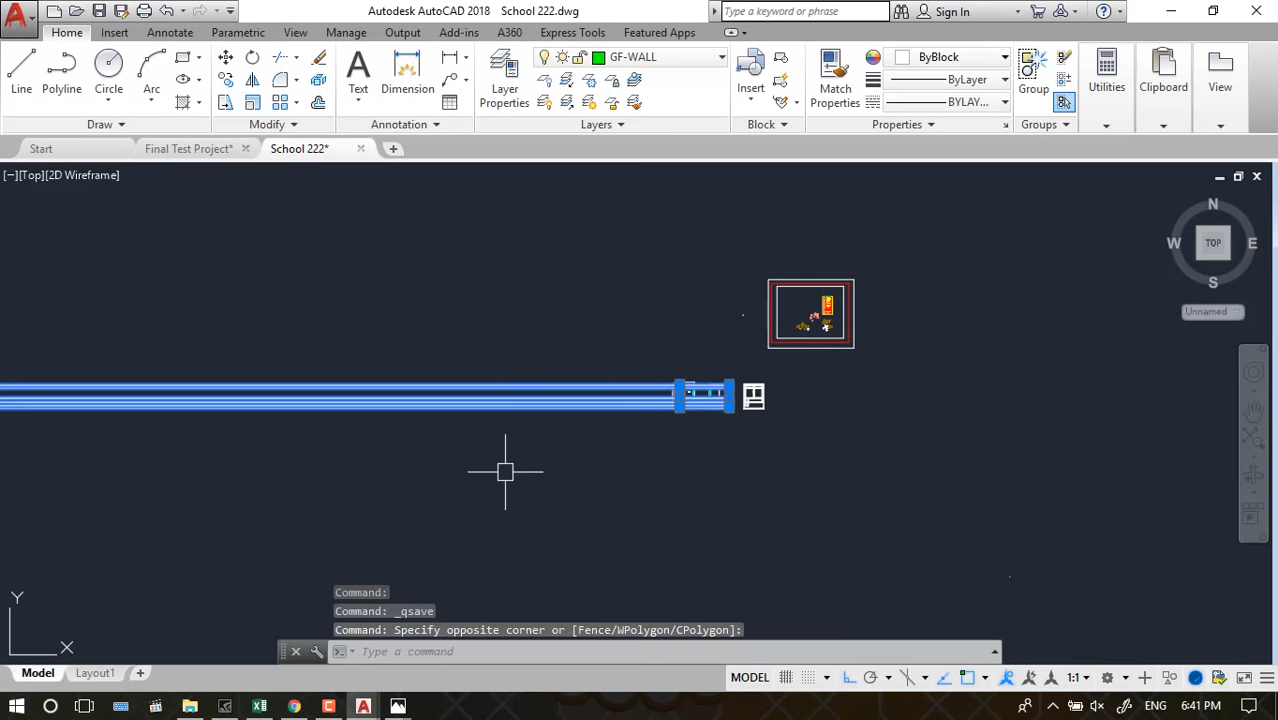 Autodesk AutoCAD 2018 School 222.dwg
Type a keyword or phrase
Sign In
Home Insert Annotate Parametric View Manage Output Add-ins A360 Express Tools Featured Apps
Line Polyline Circle Arc
Text Dimension
Layer Properties
GF-WALL
Insert
Match Properties
ByBlock
ByLayer
BYLAY...
Group
Utilities
Clipboard
View
Draw Modify Annotation Layers Block Properties Groups
Start Final Test Project* School 222*
[−][Top][2D Wireframe]
N
W TOP E
S
Unnamed
Y
X
Command:
Command: _qsave
Command: Specify opposite corner or [Fence/WPolygon/CPolygon]:
Type a command
Model Layout1
MODEL
1:1
ENG 6:41 PM